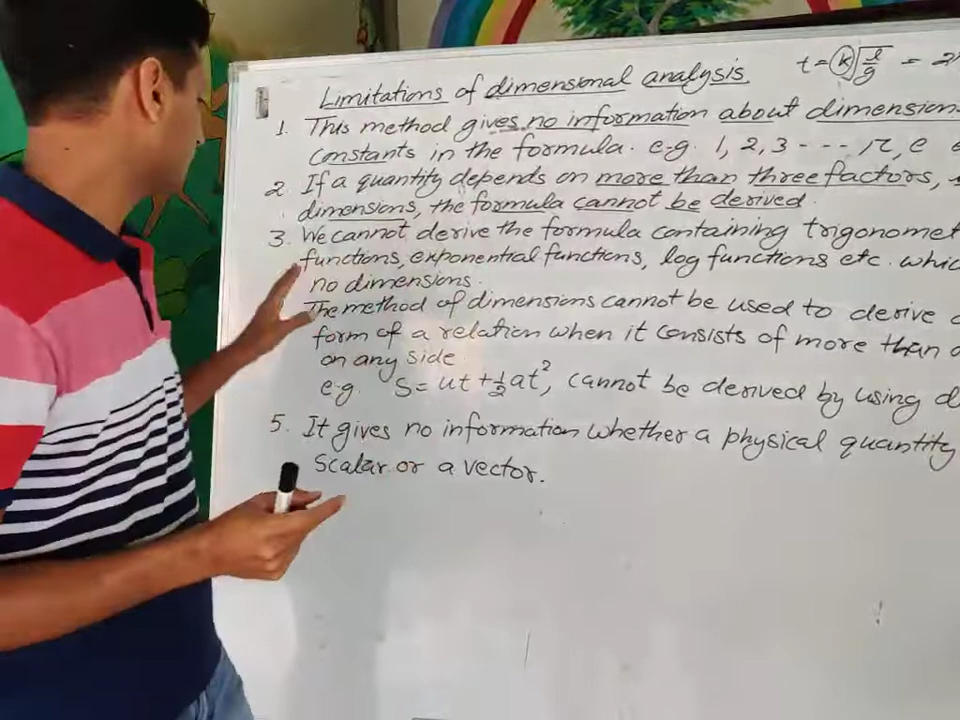 Limitations of dimensional analysis. t = k √l/g = 2
1. This method gives no information about dimension
constants in the formula. e.g. 1, 2, 3 - - - , π, e
2. If a quantity depends on more than three factors,
dimensions, the formula cannot be derived.
3. We cannot derive the formula containing trigonomet
functions, exponential functions, log functions etc. whic
no dimensions.
The method of dimensions cannot be used to derive
form of a relation when it consists of more than
on any side
e.g. S = ut + ½at², cannot be derived by using d
5. It gives no information whether a physical quantity
scalar or a vector.